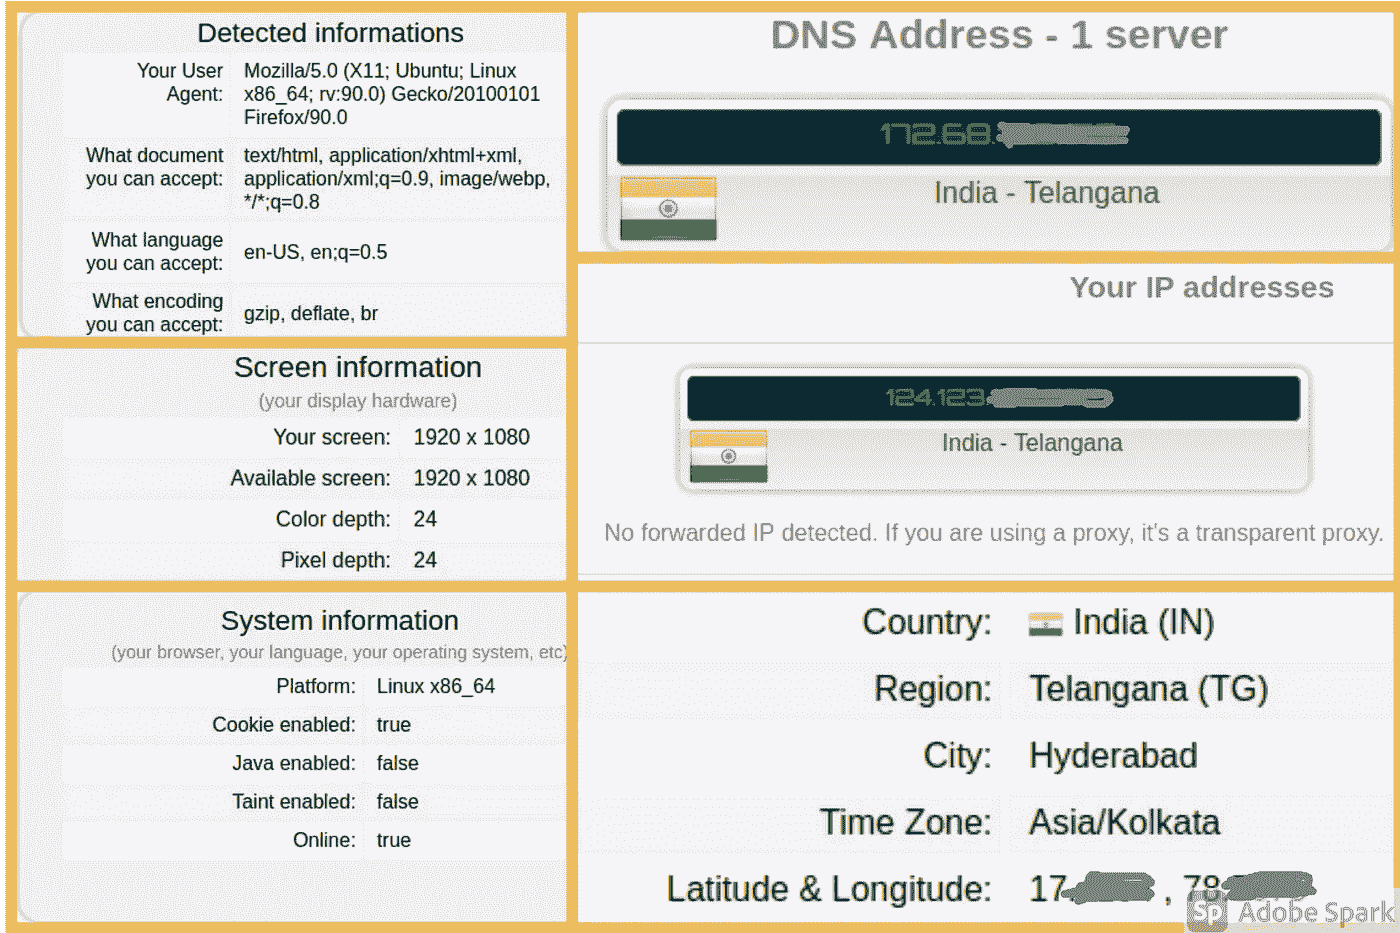 Detected informations
Your User Agent: Mozilla/5.0 (X11; Ubuntu; Linux
x86_64; rv:90.0) Gecko/20100101
Firefox/90.0
What document you can accept: text/html, application/xhtml+xml,
application/xml;q=0.9, image/webp,
*/*;q=0.8
What language you can accept: en-US, en;q=0.5
What encoding you can accept: gzip, deflate, br
Screen information
(your display hardware)
Your screen: 1920 x 1080
Available screen: 1920 x 1080
Color depth: 24
Pixel depth: 24
System information
(your browser, your language, your operating system, etc)
Platform: Linux x86_64
Cookie enabled: true
Java enabled: false
Taint enabled: false
Online: true
DNS Address - 1 server
172.68.
India - Telangana
Your IP addresses
124.123.
India - Telangana
No forwarded IP detected. If you are using a proxy, it's a transparent proxy.
Country: India (IN)
Region: Telangana (TG)
City: Hyderabad
Time Zone: Asia/Kolkata
Latitude & Longitude: 17. , 78.
Sp Adobe Spark